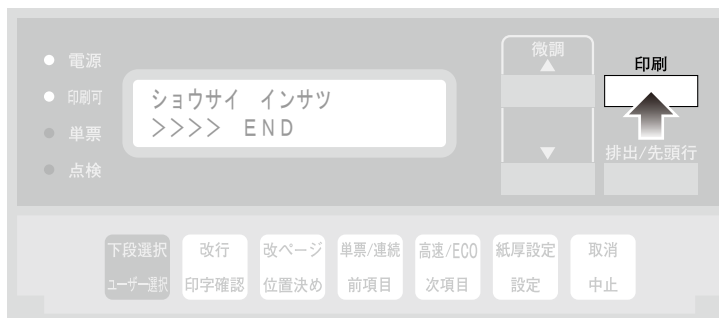 電源
印刷可
単票
点検
ショウサイ インサツ
>>>> END
微調
▲
▼
印刷
排出/先頭行
下段選択 改行 改ページ 単票/連続 高速/ECO 紙厚設定 取消
ユーザー選択 印字確認 位置決め 前項目 次項目 設定 中止